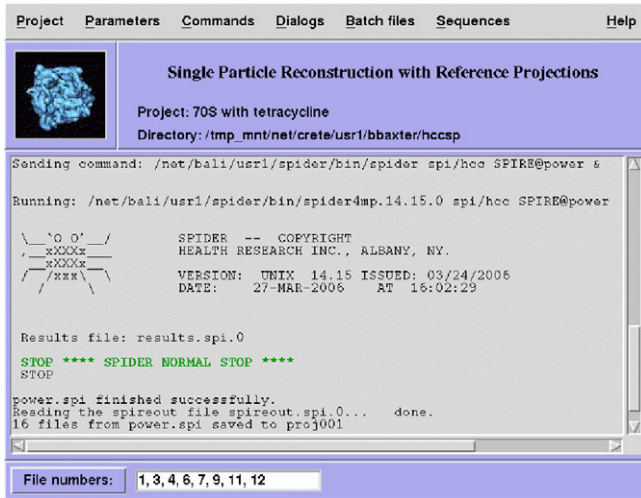 Project Parameters Commands Dialogs Batch files Sequences Help
Single Particle Reconstruction with Reference Projections
Project: 70S with tetracycline
Directory: /tmp_mnt/net/crete/usr1/bbaxter/hccsp
Sending command: /net/bali/usr1/spider/bin/spider spi/hcc SPIRE@power &
Running: /net/bali/usr1/spider/bin/spider4mp.14.15.0 spi/hcc SPIRE@power
\__`O O'__/ SPIDER -- COPYRIGHT
,__xXXXx___ HEALTH RESEARCH INC., ALBANY, NY.
__xXXXx__
/ /xxx\ \ VERSION: UNIX 14.15 ISSUED: 03/24/2006
/ \ DATE: 27-MAR-2006 AT 16:02:29
Results file: results.spi.0
STOP **** SPIDER NORMAL STOP ****
STOP
power.spi finished successfully.
Reading the spireout file spireout.spi.0... done.
16 files from power.spi saved to proj001
File numbers: 1, 3, 4, 6, 7, 9, 11, 12